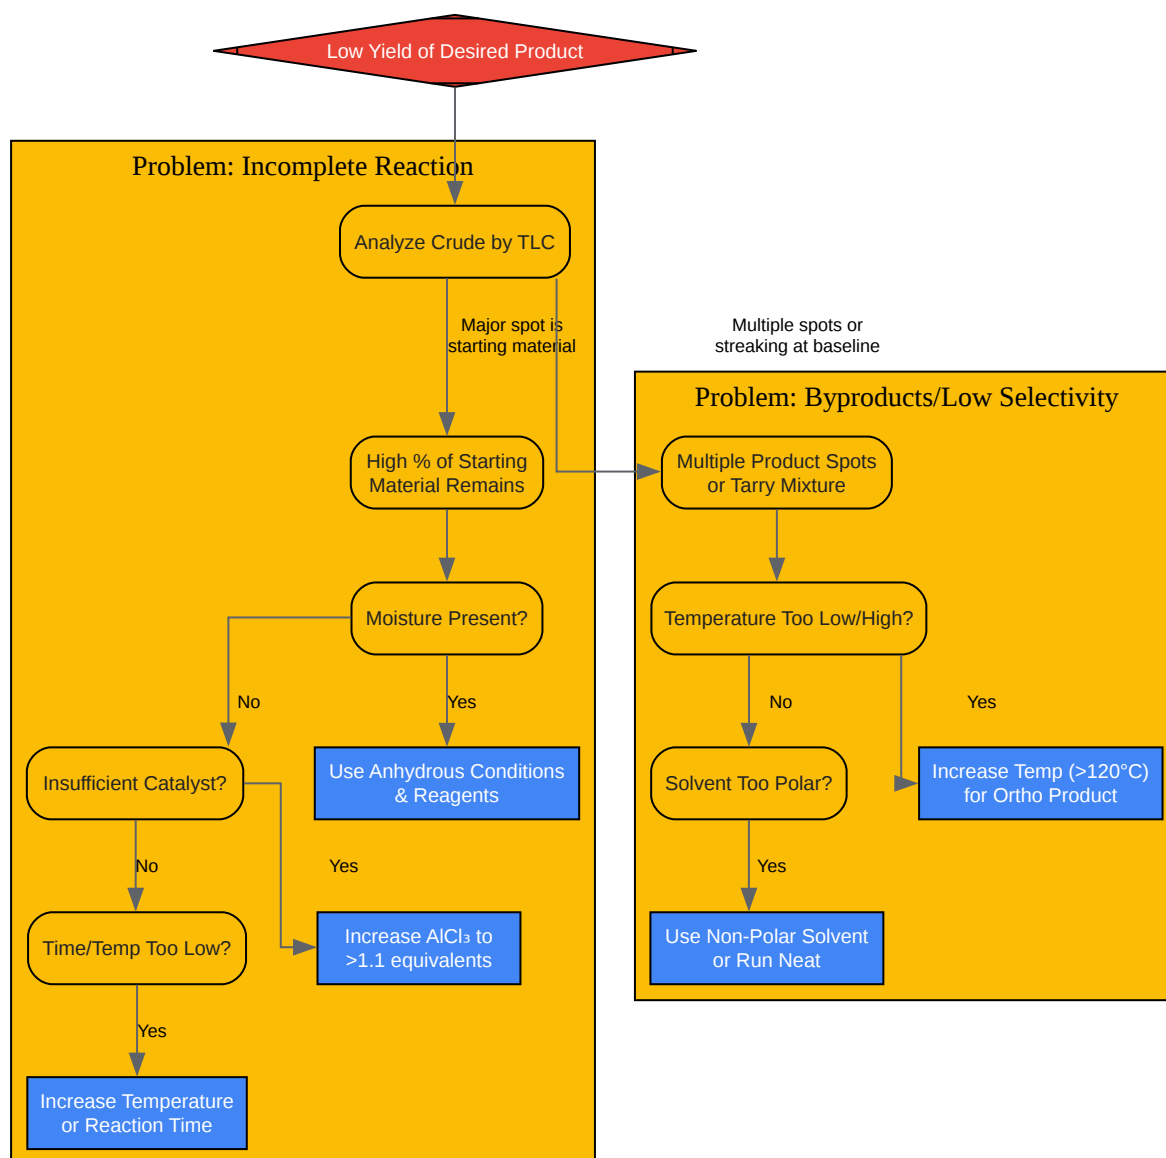 Low Yield of Desired Product
Problem: Incomplete Reaction
Analyze Crude by TLC
Major spot is
starting material
Multiple spots or
streaking at baseline
Problem: Byproducts/Low Selectivity
High % of Starting
Material Remains
Multiple Product Spots
or Tarry Mixture
Moisture Present?
Temperature Too Low/High?
No
Yes
No
Yes
Insufficient Catalyst?
Use Anhydrous Conditions
& Reagents
Solvent Too Polar?
Increase Temp (>120°C)
for Ortho Product
No
Yes
Yes
Time/Temp Too Low?
Increase AlCl₃ to
>1.1 equivalents
Use Non-Polar Solvent
or Run Neat
Yes
Increase Temperature
or Reaction Time